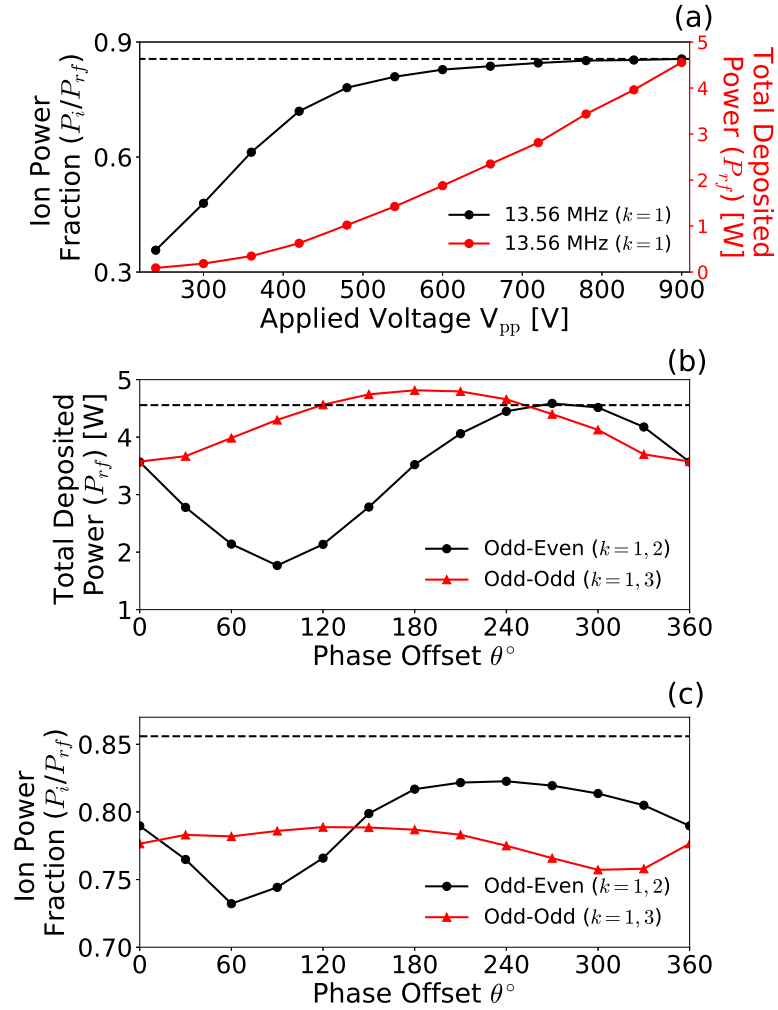 (a)
0.9
0.6
0.3
Ion Power
Fraction (P_i/P_rf)
5
4
3
2
1
0
Total Deposited
Power (P_rf) [W]
13.56 MHz (k=1)
13.56 MHz (k=1)
300 400 500 600 700 800 900
Applied Voltage V_pp [V]
(b)
5
4
3
2
1
Total Deposited
Power (P_rf) [W]
Odd-Even (k=1,2)
Odd-Odd (k=1,3)
0 60 120 180 240 300 360
Phase Offset θ°
(c)
0.85
0.80
0.75
0.70
Ion Power
Fraction (P_i/P_rf)
Odd-Even (k=1,2)
Odd-Odd (k=1,3)
0 60 120 180 240 300 360
Phase Offset θ°